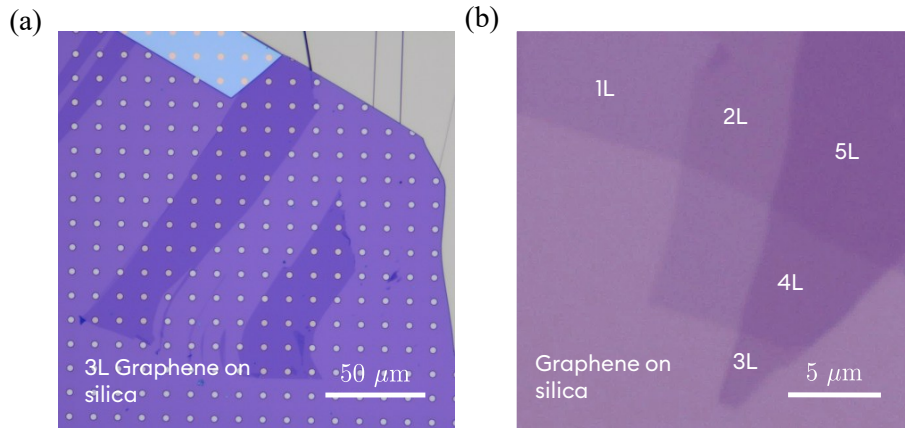 (a)
3L Graphene on
silica
50 μm
(b)
1L
2L
5L
4L
3L
Graphene on
silica
5 μm